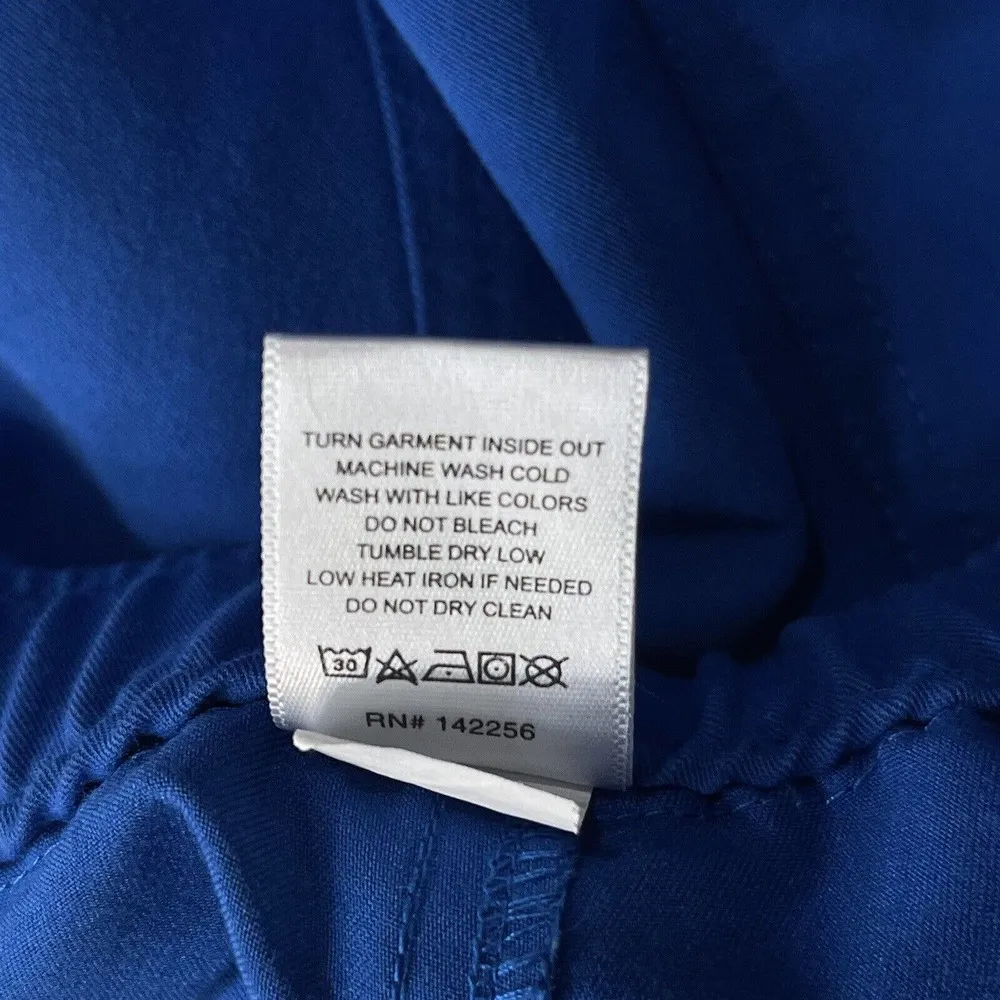 TURN GARMENT INSIDE OUT
MACHINE WASH COLD
WASH WITH LIKE COLORS
DO NOT BLEACH
TUMBLE DRY LOW
LOW HEAT IRON IF NEEDED
DO NOT DRY CLEAN
30
RN# 142256